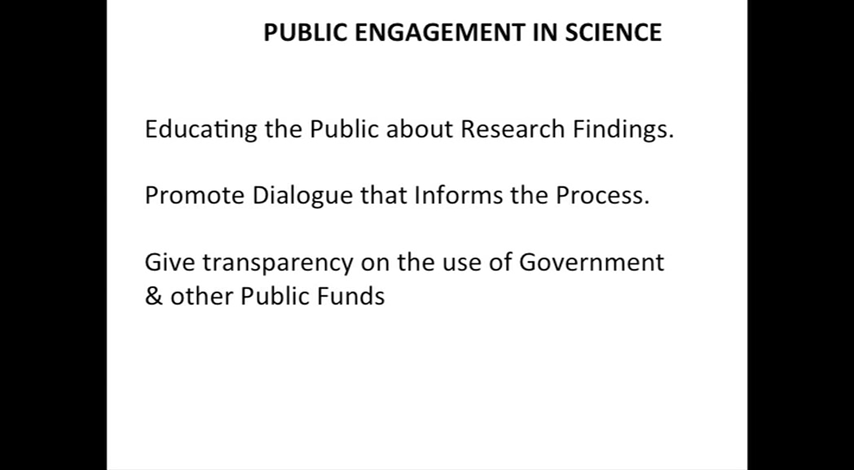 PUBLIC ENGAGEMENT IN SCIENCE
Educating the Public about Research Findings.
Promote Dialogue that Informs the Process.
Give transparency on the use of Government
& other Public Funds